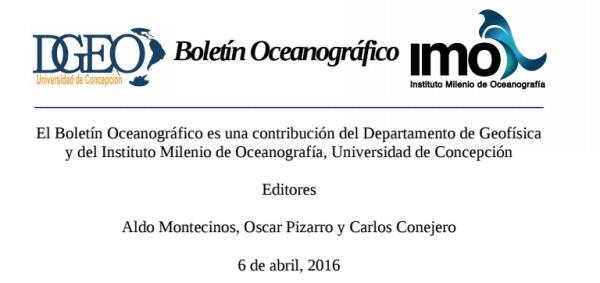 DGEO
Universidad de Concepción
Boletín Oceanográfico
imo
Instituto Milenio de Oceanografía
El Boletín Oceanográfico es una contribución del Departamento de Geofísica
y del Instituto Milenio de Oceanografía, Universidad de Concepción
Editores
Aldo Montecinos, Oscar Pizarro y Carlos Conejero
6 de abril, 2016